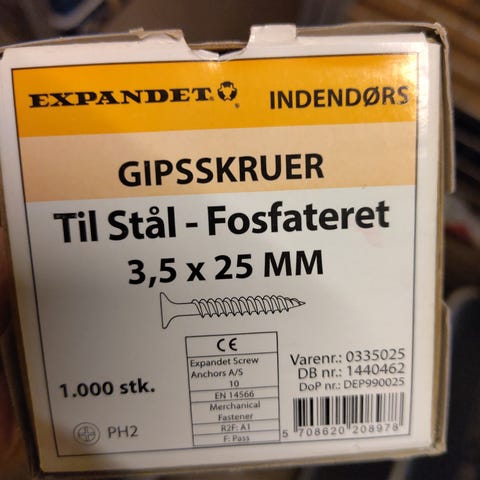 EXPANDET
INDENDØRS
GIPSSKRUER
Til Stål - Fosfateret
3,5 x 25 MM
CE
Expandet Screw
Anchors A/S
10
EN 14566
Merchanical
Fastener
R2F: A1
F: Pass
1.000 stk.
PH2
Varenr.: 0335025
DB nr.: 1440462
DoP nr.: DEP990025
5 708620 208978